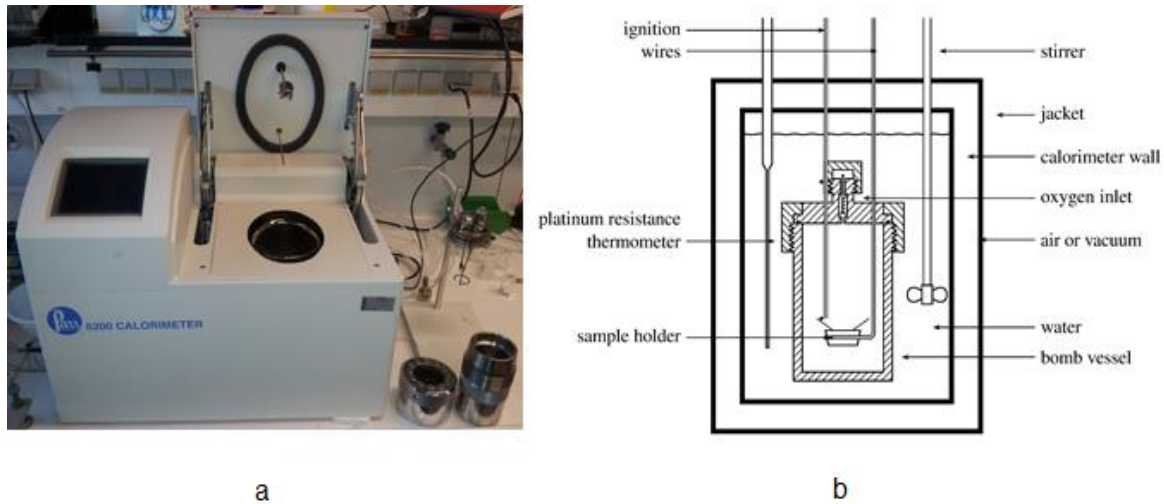 Parr 6200 CALORIMETER
ignition
wires
stirrer
jacket
calorimeter wall
oxygen inlet
platinum resistance
thermometer
air or vacuum
sample holder
water
bomb vessel
a
b